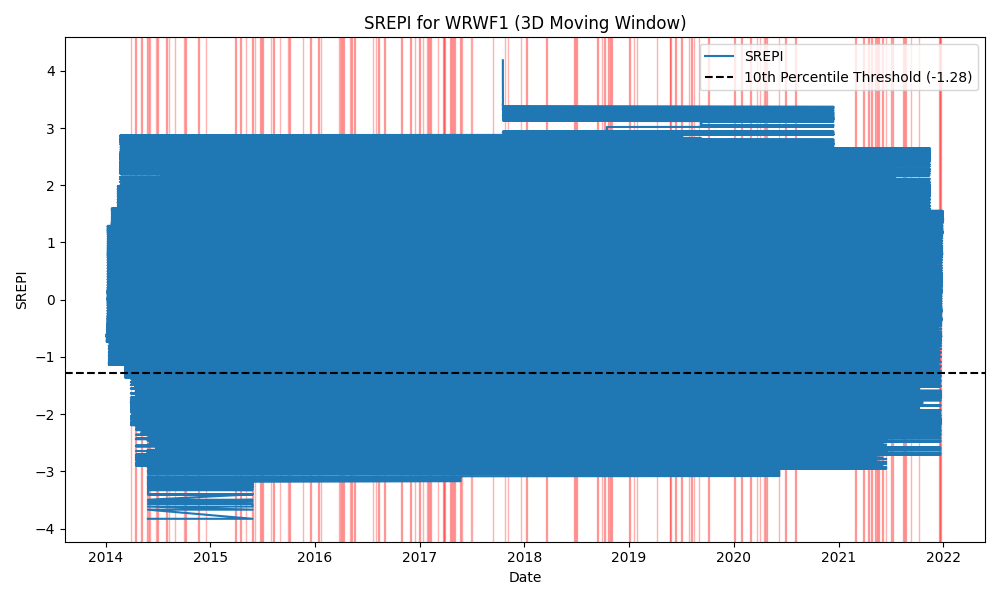 SREPI for WRWF1 (3D Moving Window)
SREPI
10th Percentile Threshold (-1.28)
4
3
2
1
0
−1
−2
−3
−4
SREPI
2014 2015 2016 2017 2018 2019 2020 2021 2022
Date